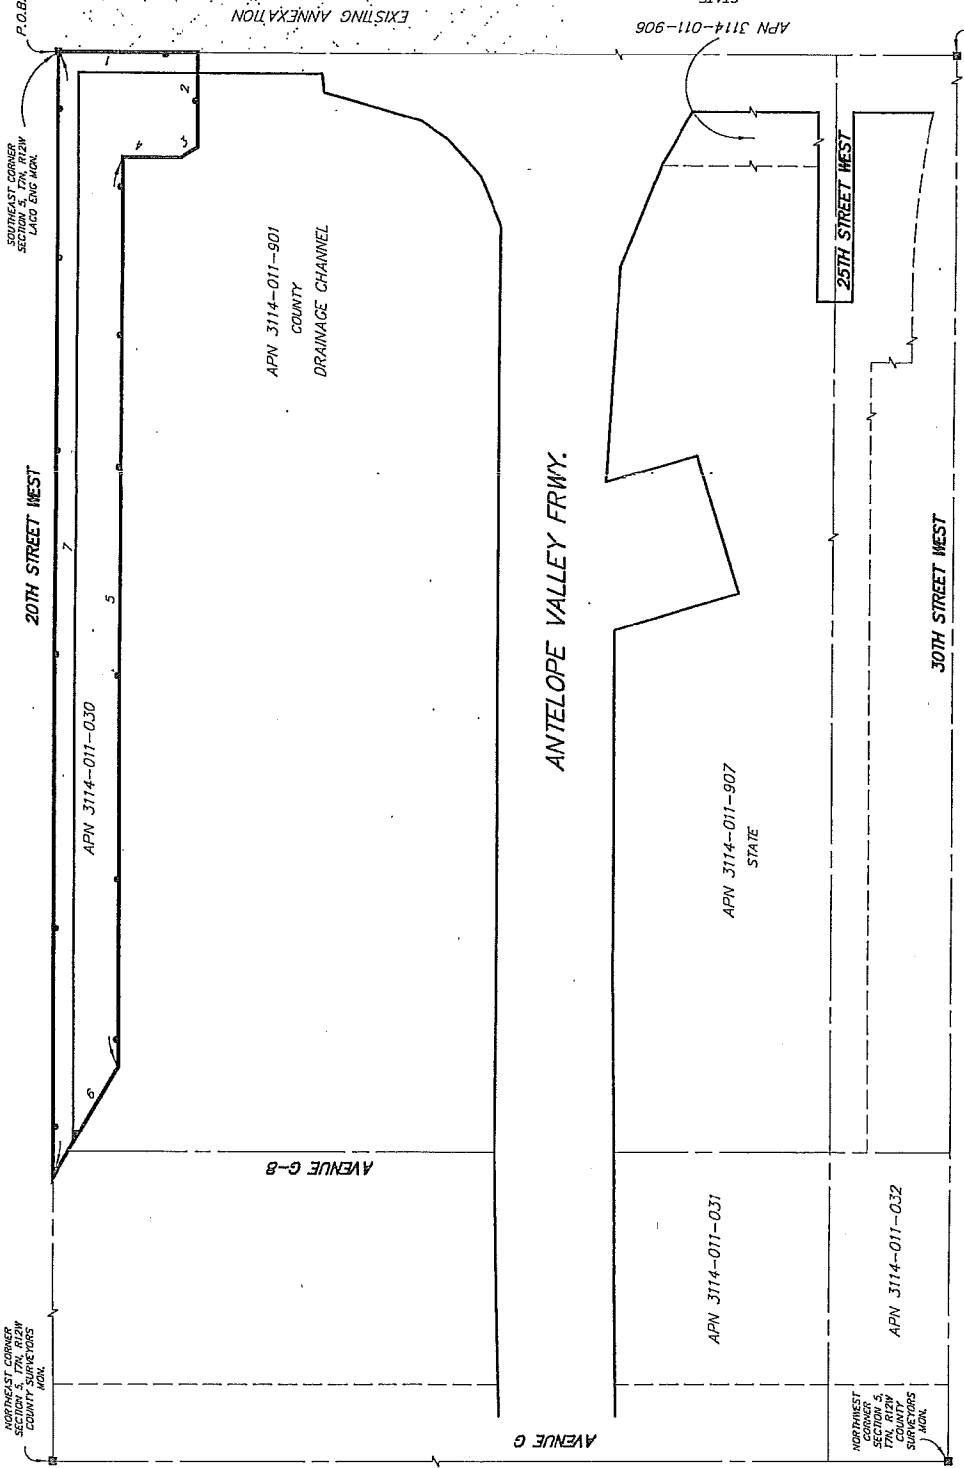 P.O.B.
SOUTHEAST CORNER
SECTION 5, T7N, R12W
LACO ENG MON.
EXISTING ANNEXATION
APN 3114-011-906
STATE
1
2
3
4
5
6
7
20TH STREET WEST
APN 3114-011-030
APN 3114-011-901
COUNTY
DRAINAGE CHANNEL
25TH STREET WEST
ANTELOPE VALLEY FRWY.
30TH STREET WEST
APN 3114-011-907
STATE
AVENUE G-8
APN 3114-011-031
APN 3114-011-032
NORTHEAST CORNER
SECTION 5, T7N, R12W
COUNTY SURVEYORS
MON.
AVENUE G
NORTHWEST
CORNER
SECTION 5,
T7N, R12W
COUNTY
SURVEYORS
MON.